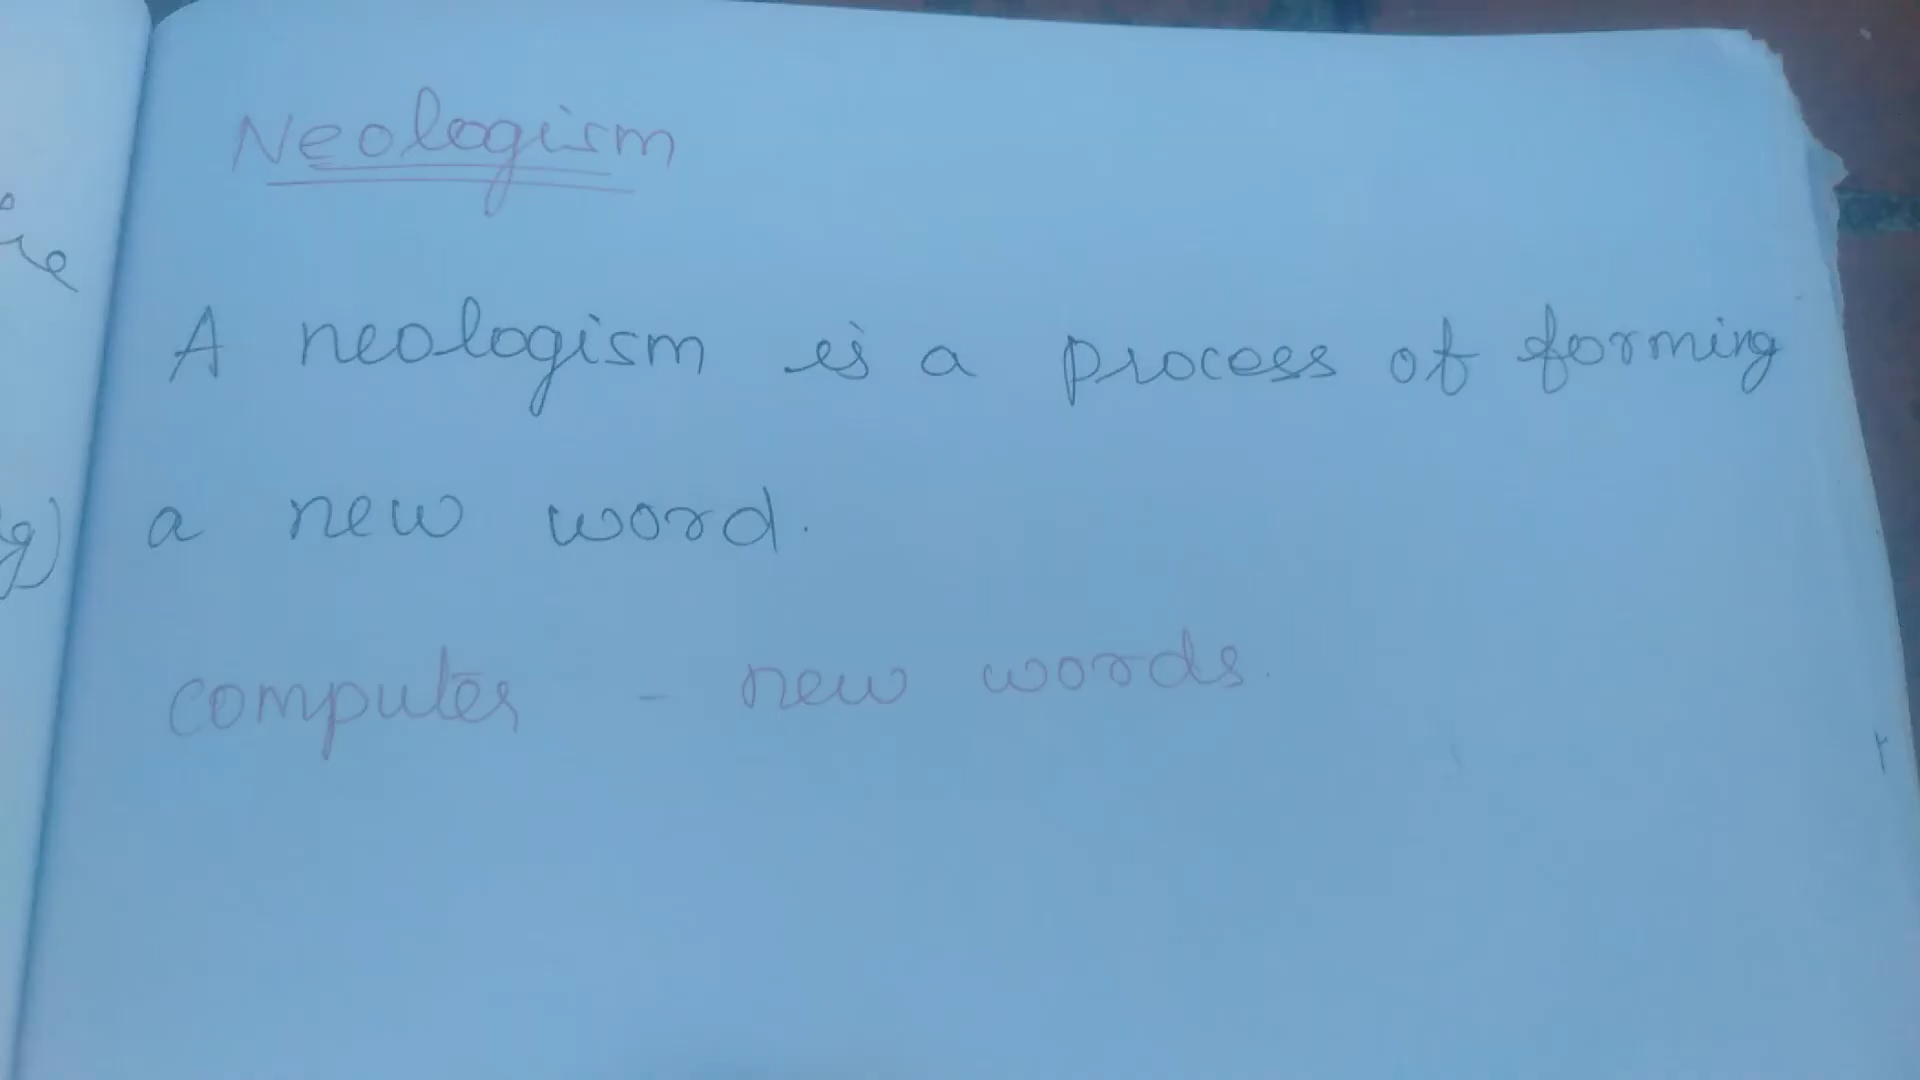 Neologism
A neologism is a process of forming
a new word.
computer - new words.